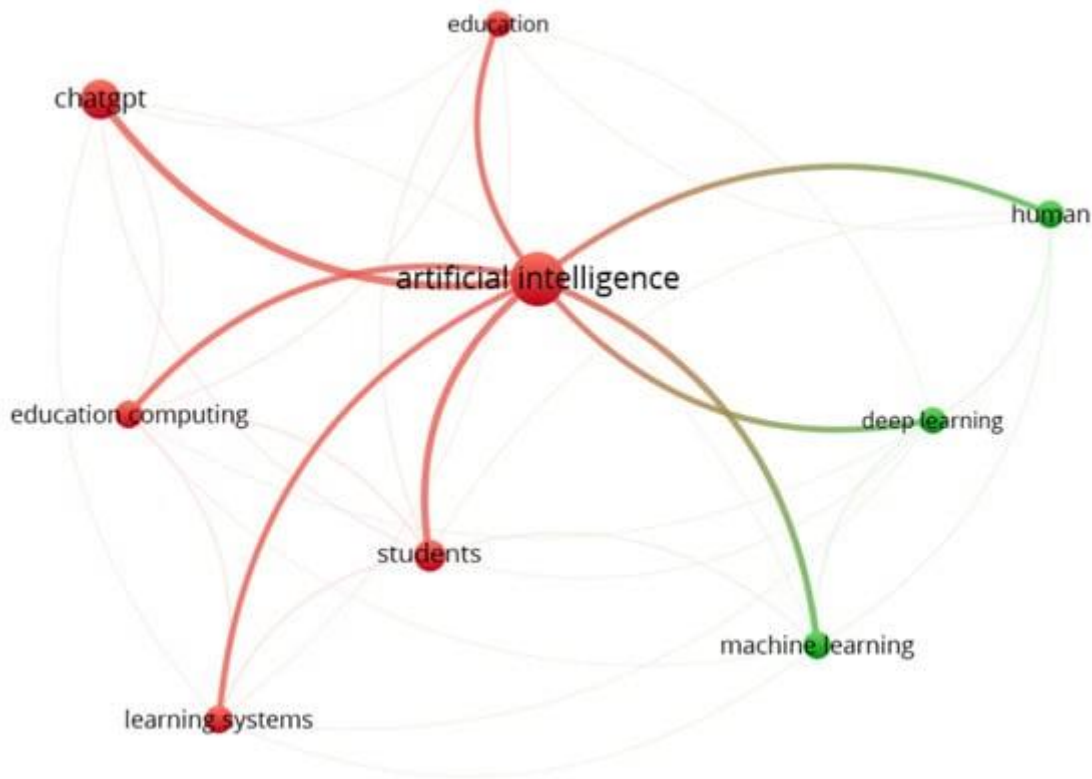 education
chatgpt
human
artificial intelligence
education computing
deep learning
students
machine learning
learning systems